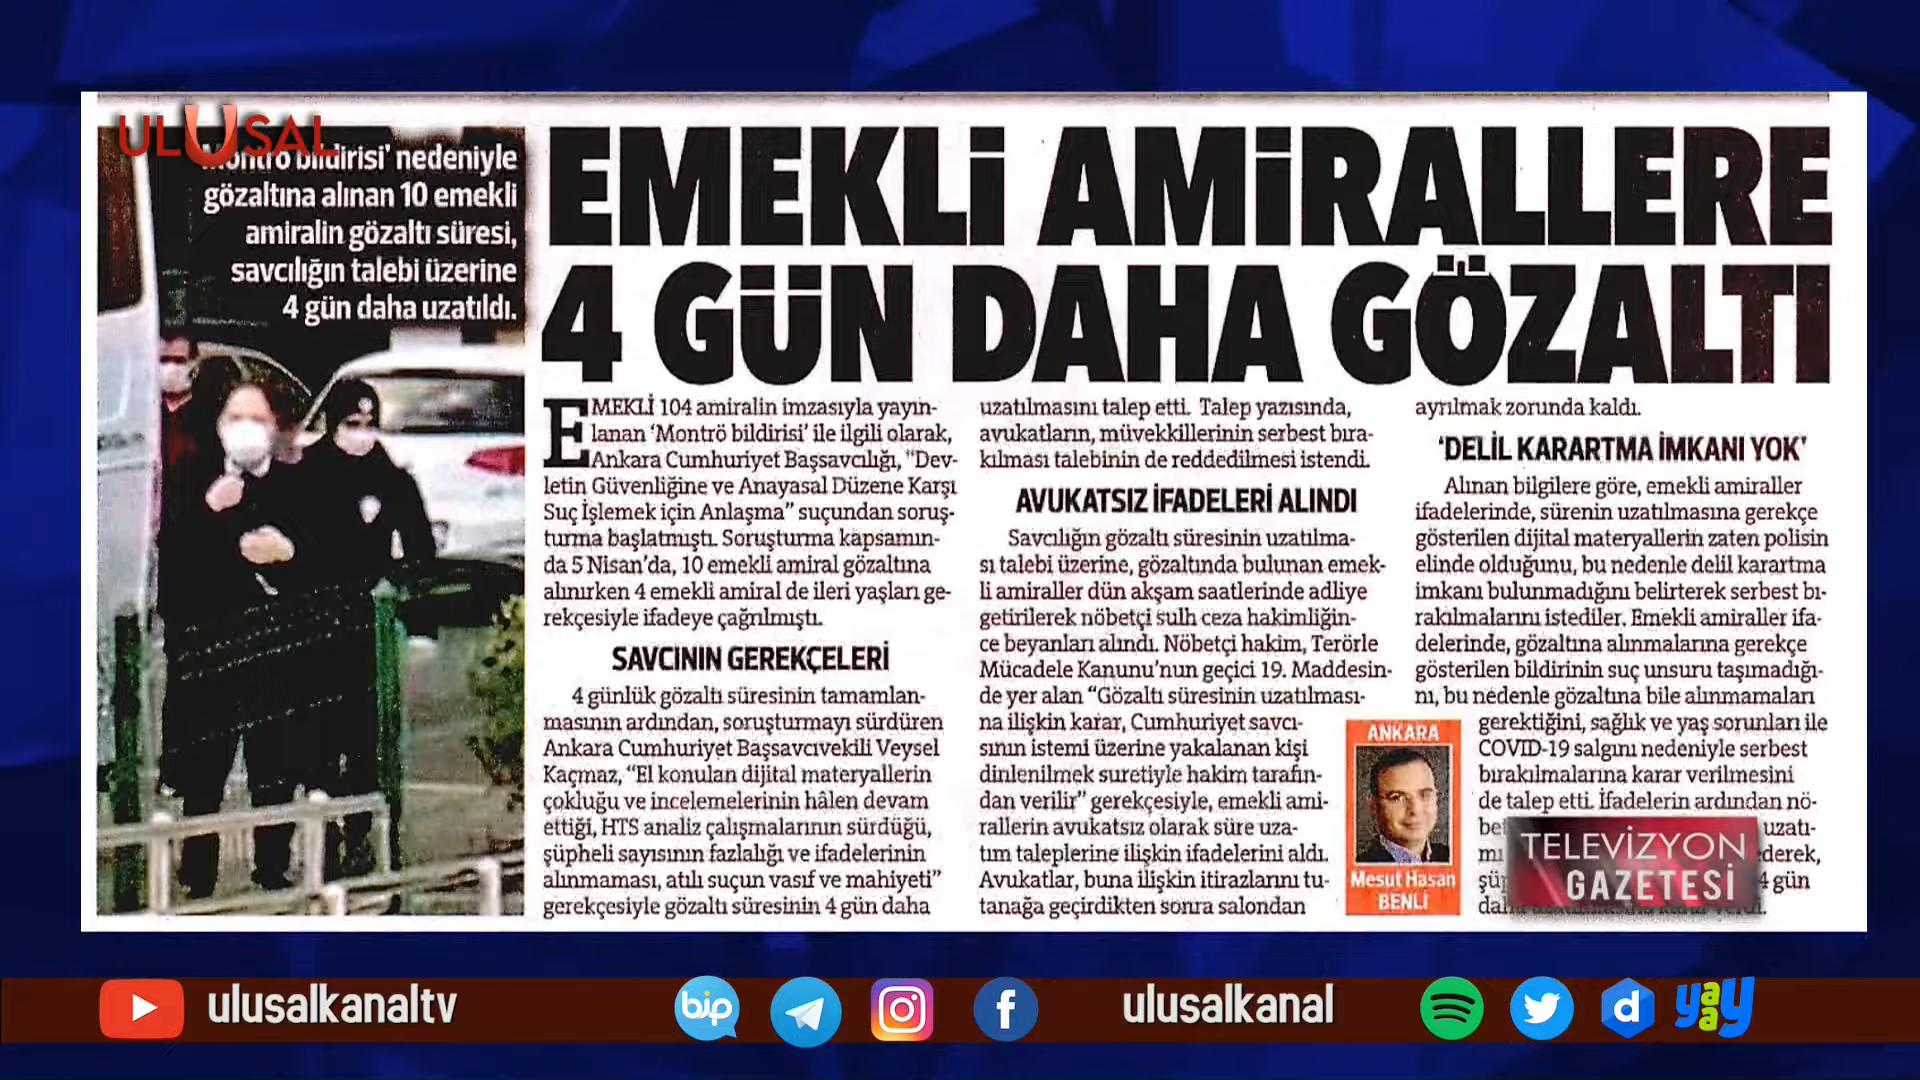 ULUSAL
'Montrö bildirisi' nedeniyle
gözaltına alınan 10 emekli
amiralin gözaltı süresi,
savcılığın talebi üzerine
4 gün daha uzatıldı.
EMEKLİ AMİRALLERE
4 GÜN DAHA GÖZALTI
EMEKLİ 104 amiralin imzasıyla yayın-
lanan ‘Montrö bildirisi’ ile ilgili olarak,
Ankara Cumhuriyet Başsavcılığı, “Dev-
letin Güvenliğine ve Anayasal Düzene Karşı
Suç İşlemek için Anlaşma” suçundan soruş-
turma başlatmıştı. Soruşturma kapsamın-
da 5 Nisan’da, 10 emekli amiral gözaltına
alınırken 4 emekli amiral de ileri yaşları ge-
rekçesiyle ifadeye çağrılmıştı.
SAVCININ GEREKÇELERİ
4 günlük gözaltı süresinin tamamlan-
masının ardından, soruşturmayı sürdüren
Ankara Cumhuriyet Başsavcıvekili Veysel
Kaçmaz, “El konulan dijital materyallerin
çokluğu ve incelemelerinin hâlen devam
ettiği, HTS analiz çalışmalarının sürdüğü,
şüpheli sayısının fazlalığı ve ifadelerinin
alınmaması, atılı suçun vasıf ve mahiyeti”
gerekçesiyle gözaltı süresinin 4 gün daha
uzatılmasını talep etti. Talep yazısında,
avukatların, müvekkillerinin serbest bıra-
kılması talebinin de reddedilmesi istendi.
AVUKATSIZ İFADELERİ ALINDI
Savcılığın gözaltı süresinin uzatılma-
sı talebi üzerine, gözaltında bulunan emek-
li amiraller dün akşam saatlerinde adliye
getirilerek nöbetçi sulh ceza hakimliğin-
ce beyanları alındı. Nöbetçi hakim, Terörle
Mücadele Kanunu’nun geçici 19. Maddesin-
de yer alan “Gözaltı süresinin uzatılması-
na ilişkin karar, Cumhuriyet savcı-
sının istemi üzerine yakalanan kişi
dinlenilmek suretiyle hakim tarafın-
dan verilir” gerekçesiyle, emekli ami-
rallerin avukatsız olarak süre uza-
tım taleplerine ilişkin ifadelerini aldı.
Avukatlar, buna ilişkin itirazlarını tu-
tanağa geçirdikten sonra salondan
ayrılmak zorunda kaldı.
‘DELİL KARARTMA İMKANI YOK’
Alınan bilgilere göre, emekli amiraller
ifadelerinde, sürenin uzatılmasına gerekçe
gösterilen dijital materyallerin zaten polisin
elinde olduğunu, bu nedenle delil karartma
imkanı bulunmadığını belirterek serbest bı-
rakılmalarını istediler. Emekli amiraller ifa-
delerinde, gözaltına alınmalarına gerekçe
gösterilen bildirinin suç unsuru taşımadığı-
nı, bu nedenle gözaltına bile alınmamaları
gerektiğini, sağlık ve yaş sorunları ile
COVID-19 salgını nedeniyle serbest
bırakılmalarına karar verilmesini
de talep etti. İfadelerin ardından nö-
uzatı-
4 gün
ANKARA
Mesut Hasan
BENLİ
TELEVİZYON
GAZETESİ
ulusalkanaltv
bip
ulusalkanal
d
yaay